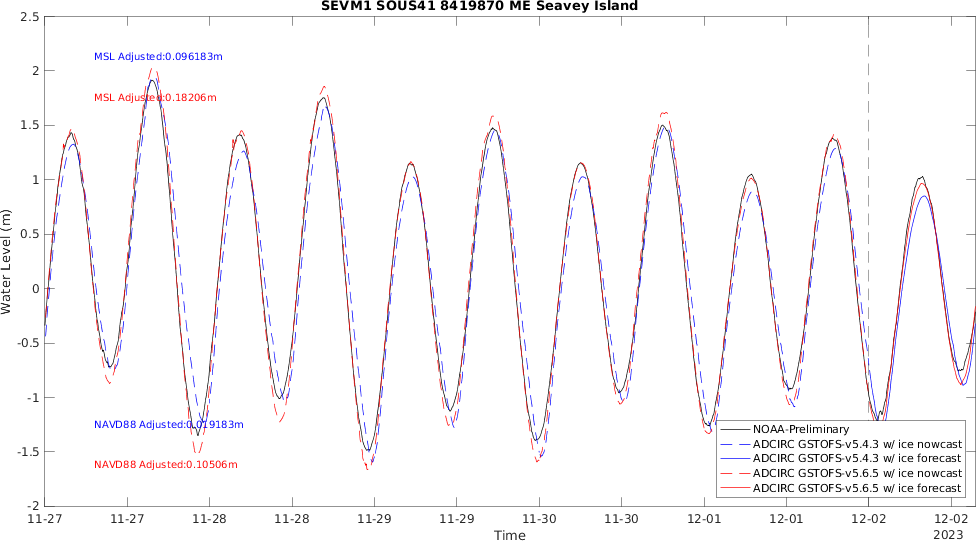 SEVM1 SOUS41 8419870 ME Seavey Island
2.5
2
1.5
1
0.5
0
-0.5
-1
-1.5
-2
Water Level (m)
MSL Adjusted:0.096183m
MSL Adjusted:0.18206m
NAVD88 Adjusted:0.019183m
NAVD88 Adjusted:0.10506m
NOAA-Preliminary
ADCIRC GSTOFS-v5.4.3 w/ ice nowcast
ADCIRC GSTOFS-v5.4.3 w/ ice forecast
ADCIRC GSTOFS-v5.6.5 w/ ice nowcast
ADCIRC GSTOFS-v5.6.5 w/ ice forecast
11-27 11-27 11-28 11-28 11-29 11-29 11-30 11-30 12-01 12-01 12-02 12-02
Time
2023